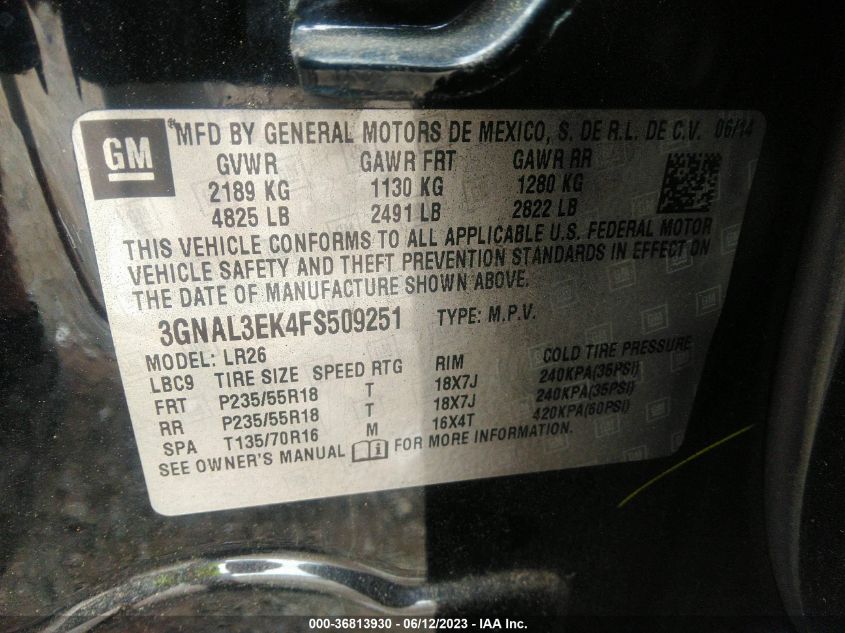 GM
MFD BY GENERAL MOTORS DE MEXICO, S. DE R.L. DE C.V. 06/14
GVWR GAWR FRT GAWR RR
2189 KG 1130 KG 1280 KG
4825 LB 2491 LB 2822 LB
THIS VEHICLE CONFORMS TO ALL APPLICABLE U.S. FEDERAL MOTOR
VEHICLE SAFETY AND THEFT PREVENTION STANDARDS IN EFFECT ON
THE DATE OF MANUFACTURE SHOWN ABOVE.
3GNAL3EK4FS509251 TYPE: M.P.V.
MODEL: LR26
LBC9 TIRE SIZE SPEED RTG RIM COLD TIRE PRESSURE
FRT P235/55R18 T 18X7J 240KPA(35PSI)
RR P235/55R18 T 18X7J 240KPA(35PSI)
SPA T135/70R16 M 16X4T 420KPA(60PSI)
SEE OWNER'S MANUAL FOR MORE INFORMATION.
000-36813930 - 06/12/2023 - IAA Inc.